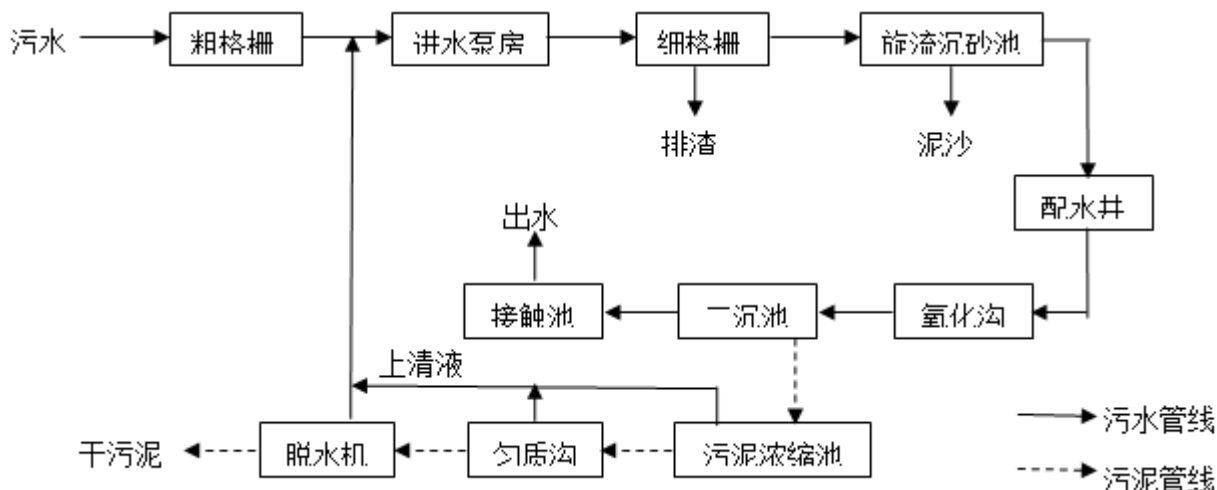 污水
粗格栅
进水泵房
细格栅
旋流沉砂池
排渣
泥沙
配水井
出水
接触池
二沉池
氧化沟
上清液
干污泥
脱水机
匀质沟
污泥浓缩池
污水管线
污泥管线